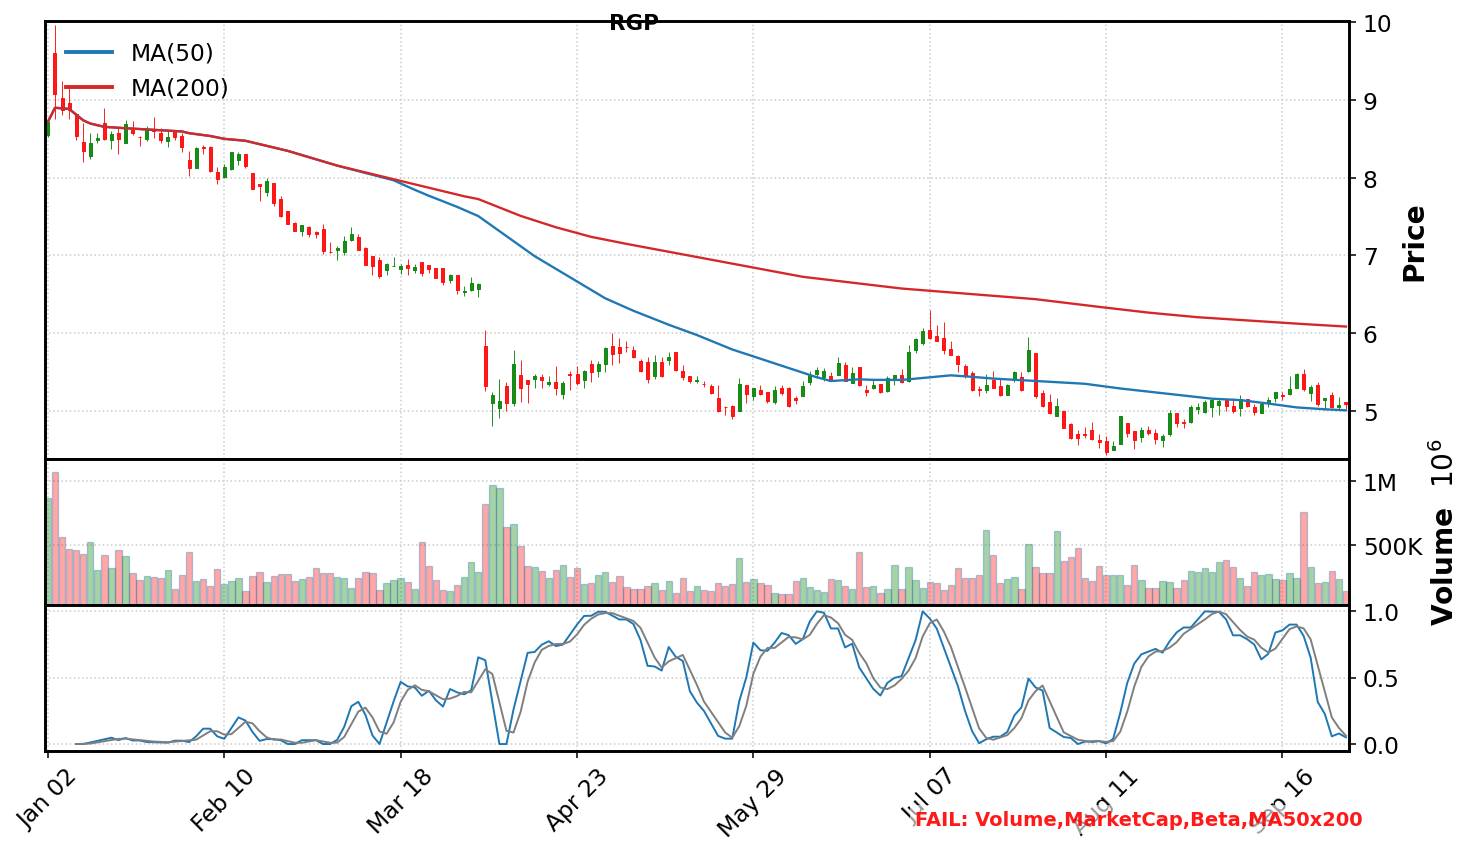 RGP
MA(50)
MA(200)
10
9
8
7
6
5
Price
1M
500K
Volume 10^6
1.0
0.5
0.0
Jan 02
Feb 10
Mar 18
Apr 23
May 29
Jul 07
Aug 11
Sep 16
FAIL: Volume,MarketCap,Beta,MA50x200